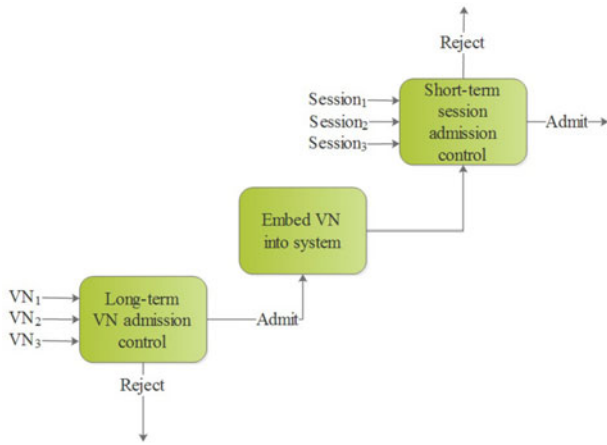 Reject
Session₁
Session₂
Session₃
Short-term
session
admission
control
Admit
Embed VN
into system
VN₁
VN₂
VN₃
Long-term
VN admission
control
Admit
Reject